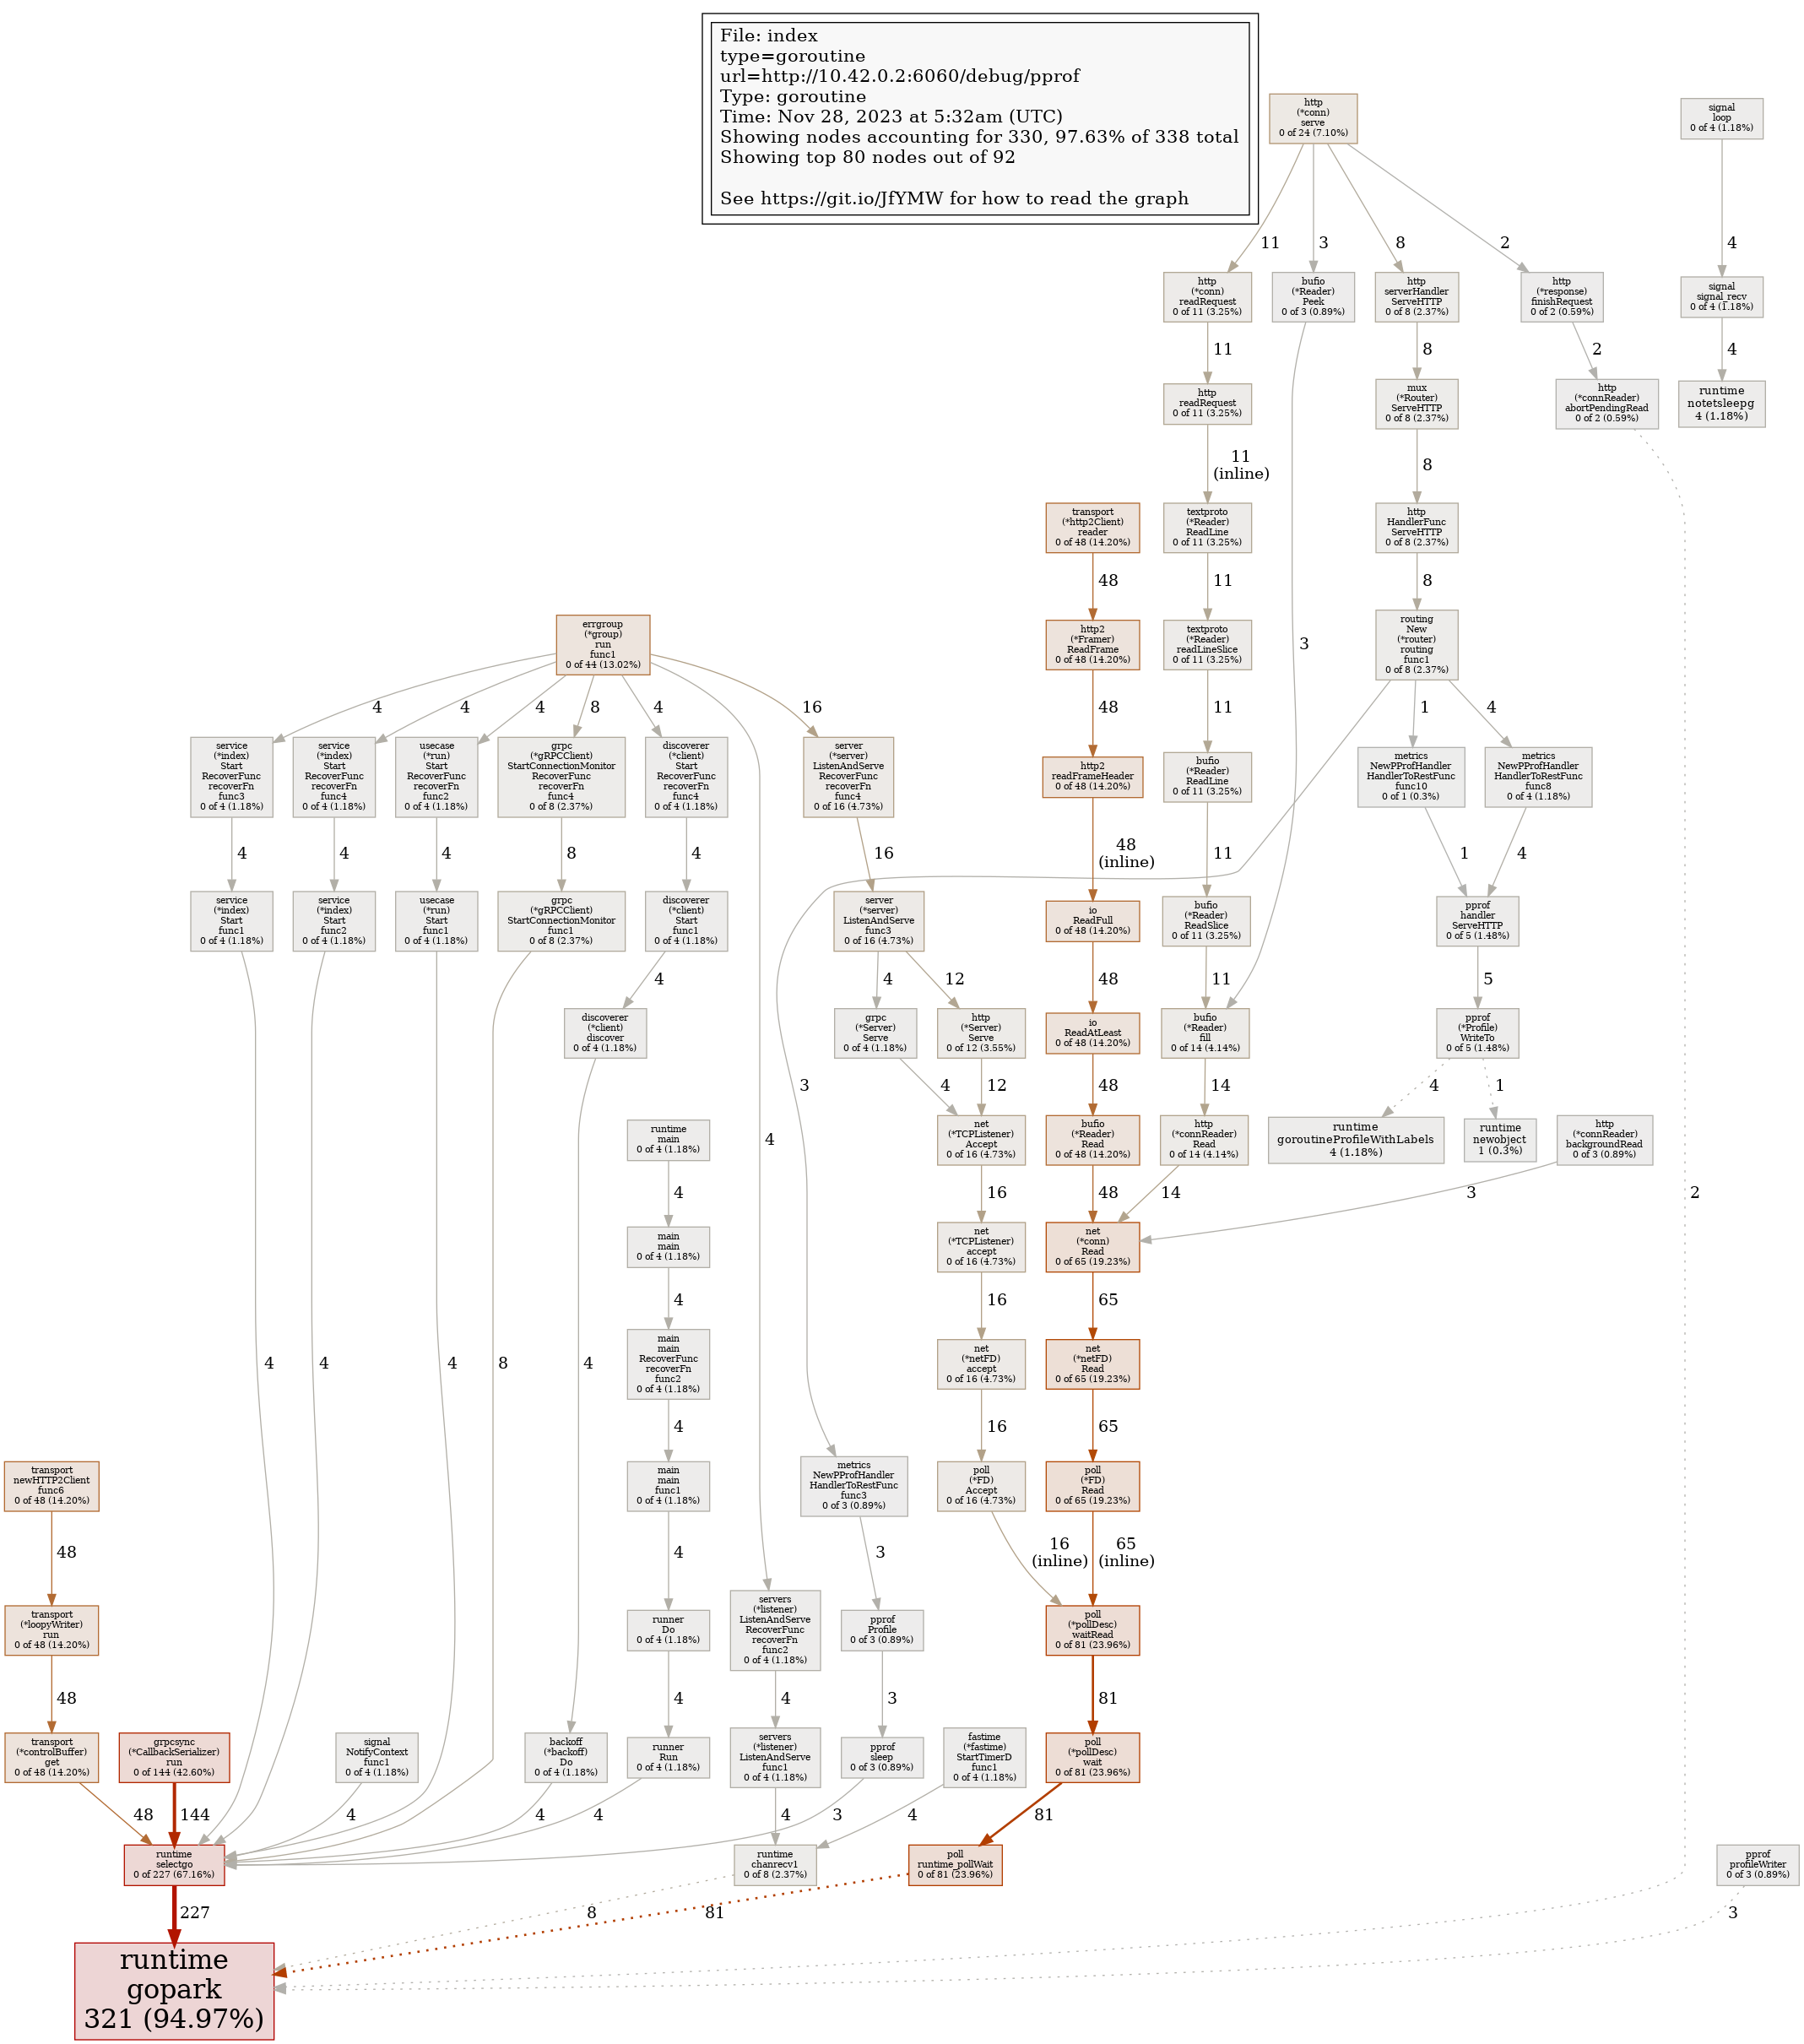 File: index
type=goroutine
url=http://10.42.0.2:6060/debug/pprof
Type: goroutine
Time: Nov 28, 2023 at 5:32am (UTC)
Showing nodes accounting for 330, 97.63% of 338 total
Showing top 80 nodes out of 92
See https://git.io/JfYMW for how to read the graph
http
(*conn)
serve
0 of 24 (7.10%)
signal
loop
0 of 4 (1.18%)
11
3
8
2
4
http
(*conn)
readRequest
0 of 11 (3.25%)
bufio
(*Reader)
Peek
0 of 3 (0.89%)
http
serverHandler
ServeHTTP
0 of 8 (2.37%)
http
(*response)
finishRequest
0 of 2 (0.59%)
signal
signal_recv
0 of 4 (1.18%)
11
8
2
4
http
readRequest
0 of 11 (3.25%)
mux
(*Router)
ServeHTTP
0 of 8 (2.37%)
http
(*connReader)
abortPendingRead
0 of 2 (0.59%)
runtime
notetsleepg
4 (1.18%)
11
(inline)
8
transport
(*http2Client)
reader
0 of 48 (14.20%)
textproto
(*Reader)
ReadLine
0 of 11 (3.25%)
http
HandlerFunc
ServeHTTP
0 of 8 (2.37%)
48
11
8
errgroup
(*group)
run
func1
0 of 44 (13.02%)
http2
(*Framer)
ReadFrame
0 of 48 (14.20%)
textproto
(*Reader)
readLineSlice
0 of 11 (3.25%)
3
routing
New
(*router)
routing
func1
0 of 8 (2.37%)
4
4
4
8
4
16
48
11
1
4
service
(*index)
Start
RecoverFunc
recoverFn
func3
0 of 4 (1.18%)
service
(*index)
Start
RecoverFunc
recoverFn
func4
0 of 4 (1.18%)
usecase
(*run)
Start
RecoverFunc
recoverFn
func2
0 of 4 (1.18%)
grpc
(*gRPCClient)
StartConnectionMonitor
RecoverFunc
recoverFn
func4
0 of 8 (2.37%)
discoverer
(*client)
Start
RecoverFunc
recoverFn
func4
0 of 4 (1.18%)
server
(*server)
ListenAndServe
RecoverFunc
recoverFn
func4
0 of 16 (4.73%)
http2
readFrameHeader
0 of 48 (14.20%)
bufio
(*Reader)
ReadLine
0 of 11 (3.25%)
metrics
NewPProfHandler
HandlerToRestFunc
func10
0 of 1 (0.3%)
metrics
NewPProfHandler
HandlerToRestFunc
func8
0 of 4 (1.18%)
4
4
4
8
4
16
48
(inline)
11
1
4
service
(*index)
Start
func1
0 of 4 (1.18%)
service
(*index)
Start
func2
0 of 4 (1.18%)
usecase
(*run)
Start
func1
0 of 4 (1.18%)
grpc
(*gRPCClient)
StartConnectionMonitor
func1
0 of 8 (2.37%)
discoverer
(*client)
Start
func1
0 of 4 (1.18%)
server
(*server)
ListenAndServe
func3
0 of 16 (4.73%)
io
ReadFull
0 of 48 (14.20%)
bufio
(*Reader)
ReadSlice
0 of 11 (3.25%)
pprof
handler
ServeHTTP
0 of 5 (1.48%)
4
4
12
48
11
5
discoverer
(*client)
discover
0 of 4 (1.18%)
grpc
(*Server)
Serve
0 of 4 (1.18%)
http
(*Server)
Serve
0 of 12 (3.55%)
io
ReadAtLeast
0 of 48 (14.20%)
bufio
(*Reader)
fill
0 of 14 (4.14%)
pprof
(*Profile)
WriteTo
0 of 5 (1.48%)
3
4
12
48
14
4
1
runtime
main
0 of 4 (1.18%)
4
net
(*TCPListener)
Accept
0 of 16 (4.73%)
bufio
(*Reader)
Read
0 of 48 (14.20%)
http
(*connReader)
Read
0 of 14 (4.14%)
runtime
goroutineProfileWithLabels
4 (1.18%)
runtime
newobject
1 (0.3%)
http
(*connReader)
backgroundRead
0 of 3 (0.89%)
4
16
48
14
3
2
main
main
0 of 4 (1.18%)
net
(*TCPListener)
accept
0 of 16 (4.73%)
net
(*conn)
Read
0 of 65 (19.23%)
4
16
65
4
4
4
8
4
main
main
RecoverFunc
recoverFn
func2
0 of 4 (1.18%)
net
(*netFD)
accept
0 of 16 (4.73%)
net
(*netFD)
Read
0 of 65 (19.23%)
4
16
65
transport
newHTTP2Client
func6
0 of 48 (14.20%)
main
main
func1
0 of 4 (1.18%)
metrics
NewPProfHandler
HandlerToRestFunc
func3
0 of 3 (0.89%)
poll
(*FD)
Accept
0 of 16 (4.73%)
poll
(*FD)
Read
0 of 65 (19.23%)
48
4
3
16
(inline)
65
(inline)
transport
(*loopyWriter)
run
0 of 48 (14.20%)
runner
Do
0 of 4 (1.18%)
servers
(*listener)
ListenAndServe
RecoverFunc
recoverFn
func2
0 of 4 (1.18%)
pprof
Profile
0 of 3 (0.89%)
poll
(*pollDesc)
waitRead
0 of 81 (23.96%)
48
4
4
3
81
transport
(*controlBuffer)
get
0 of 48 (14.20%)
grpcsync
(*CallbackSerializer)
run
0 of 144 (42.60%)
signal
NotifyContext
func1
0 of 4 (1.18%)
backoff
(*backoff)
Do
0 of 4 (1.18%)
runner
Run
0 of 4 (1.18%)
servers
(*listener)
ListenAndServe
func1
0 of 4 (1.18%)
pprof
sleep
0 of 3 (0.89%)
fastime
(*fastime)
StartTimerD
func1
0 of 4 (1.18%)
poll
(*pollDesc)
wait
0 of 81 (23.96%)
48
144
4
4
4
4
3
4
81
runtime
selectgo
0 of 227 (67.16%)
runtime
chanrecv1
0 of 8 (2.37%)
poll
runtime_pollWait
0 of 81 (23.96%)
pprof
profileWriter
0 of 3 (0.89%)
227
8
81
3
runtime
gopark
321 (94.97%)